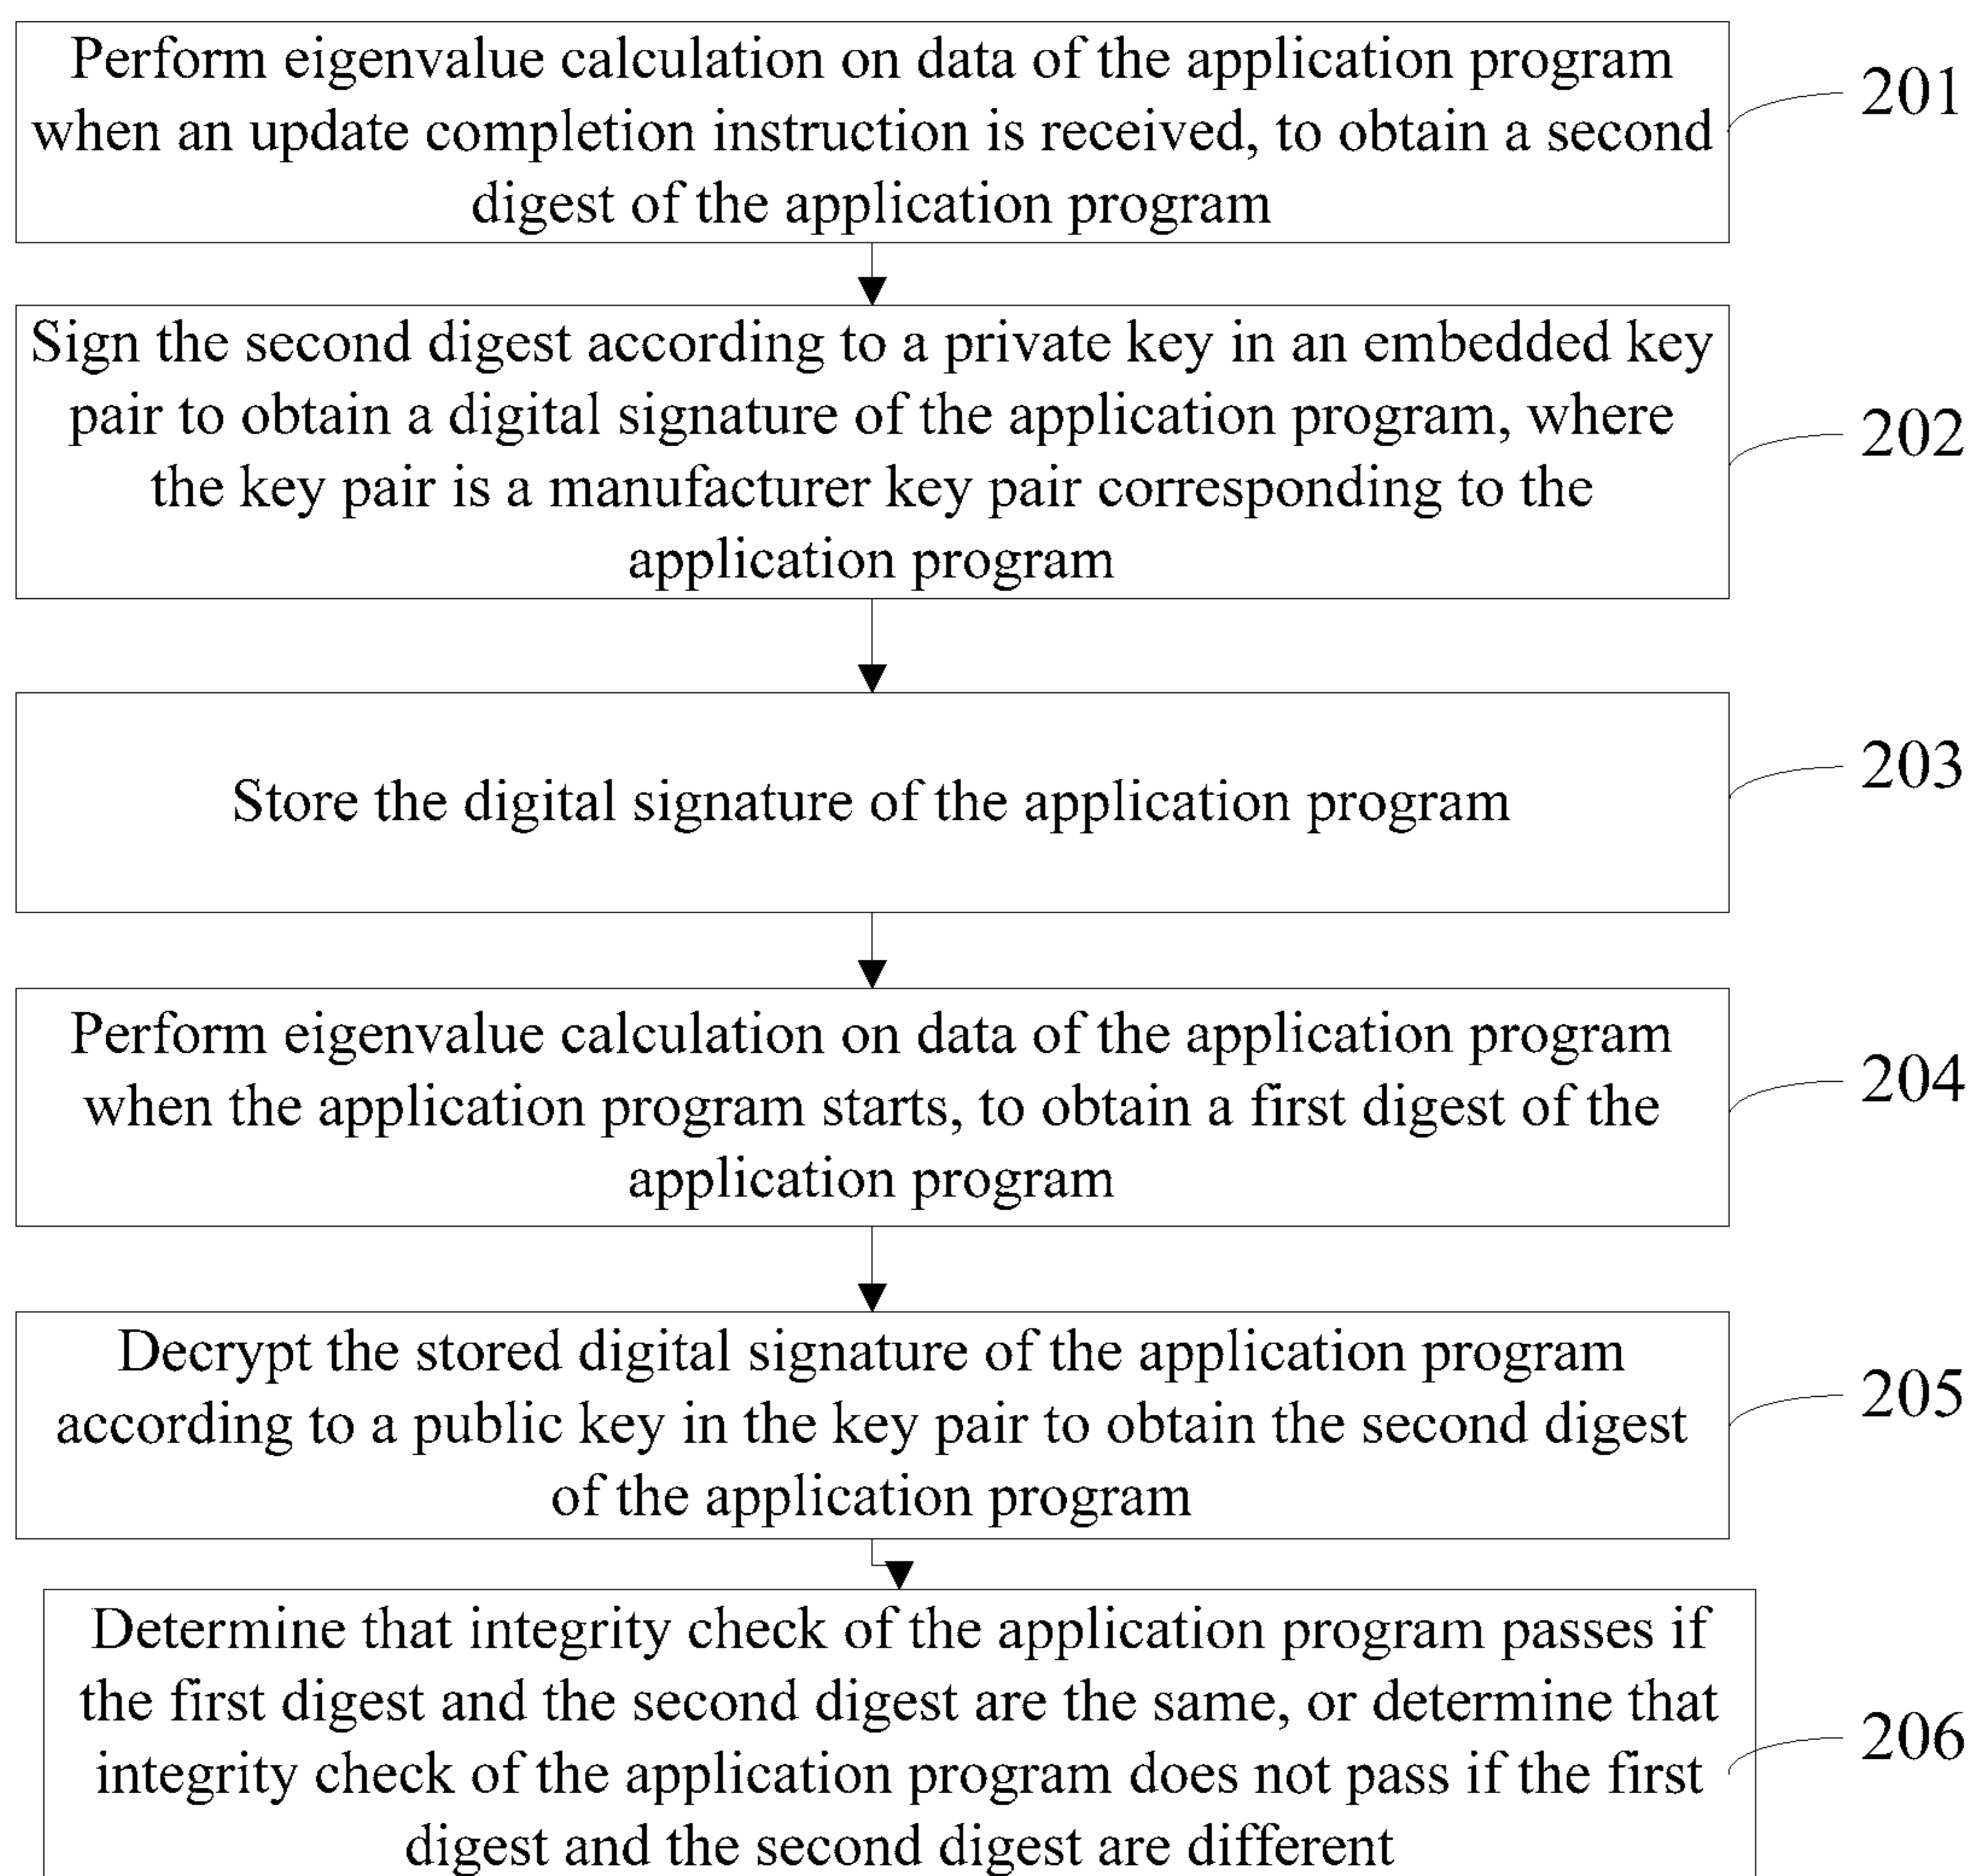 Perform eigenvalue calculation on data of the application program
when an update completion instruction is received, to obtain a second
digest of the application program
201
Sign the second digest according to a private key in an embedded key
pair to obtain a digital signature of the application program, where
the key pair is a manufacturer key pair corresponding to the
application program
202
Store the digital signature of the application program
203
Perform eigenvalue calculation on data of the application program
when the application program starts, to obtain a first digest of the
application program
204
Decrypt the stored digital signature of the application program
according to a public key in the key pair to obtain the second digest
of the application program
205
Determine that integrity check of the application program passes if
the first digest and the second digest are the same, or determine that
integrity check of the application program does not pass if the first
digest and the second digest are different
206